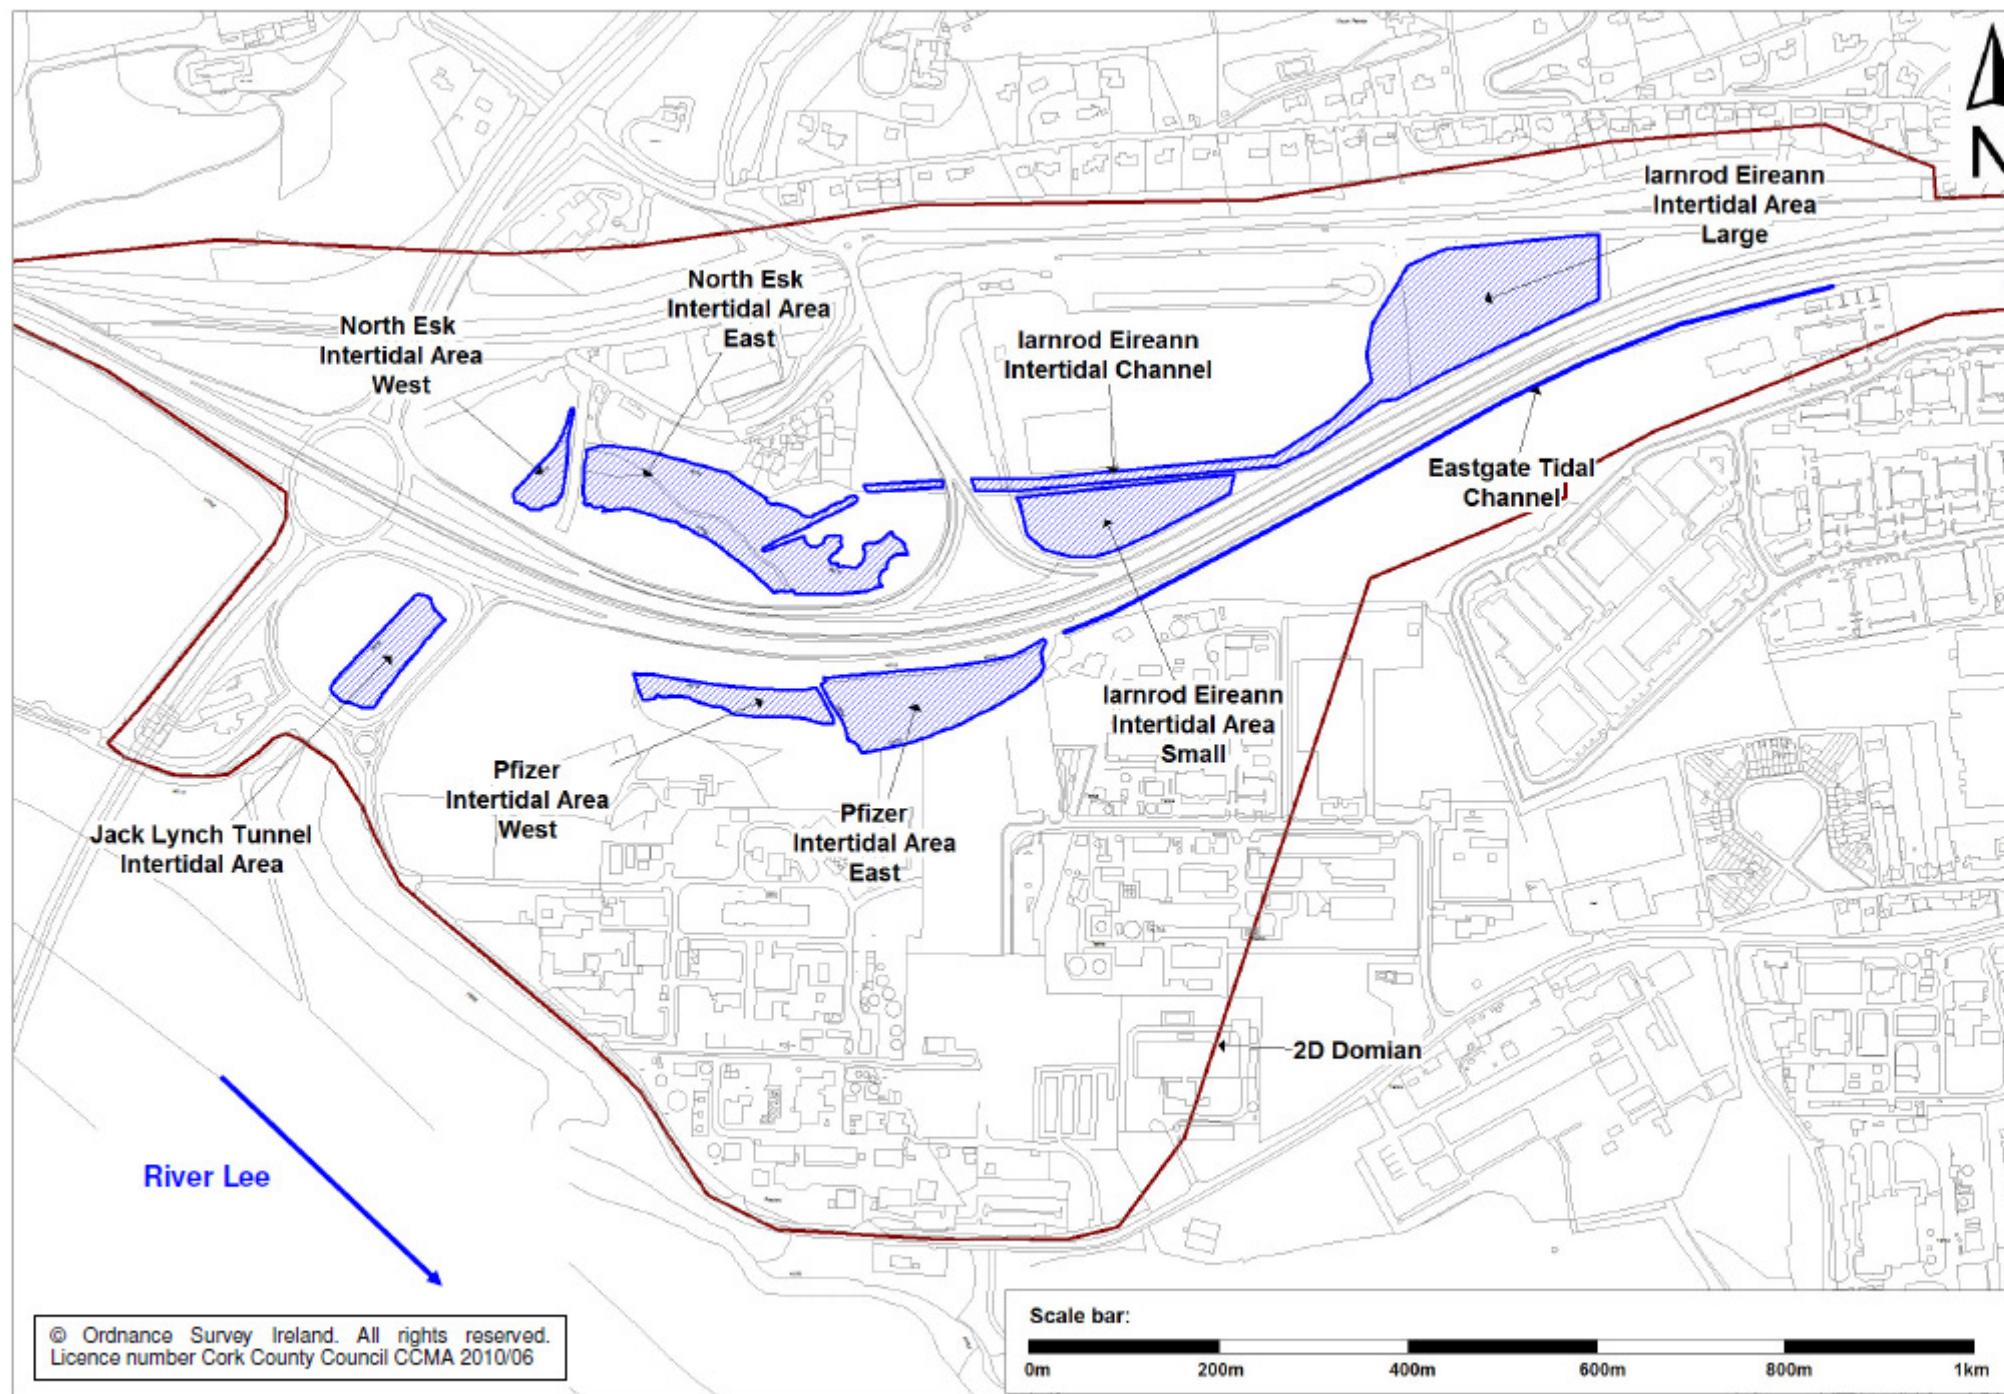 N
Iarnrod Eireann
Intertidal Area
Large
North Esk
Intertidal Area
East
North Esk
Intertidal Area
West
Iarnrod Eireann
Intertidal Channel
Eastgate Tidal
Channel
Iarnrod Eireann
Intertidal Area
Small
Pfizer
Intertidal Area
West
Pfizer
Intertidal Area
East
Jack Lynch Tunnel
Intertidal Area
2D Domian
River Lee
© Ordnance Survey Ireland. All rights reserved.
Licence number Cork County Council CCMA 2010/06
Scale bar:
0m 200m 400m 600m 800m 1km